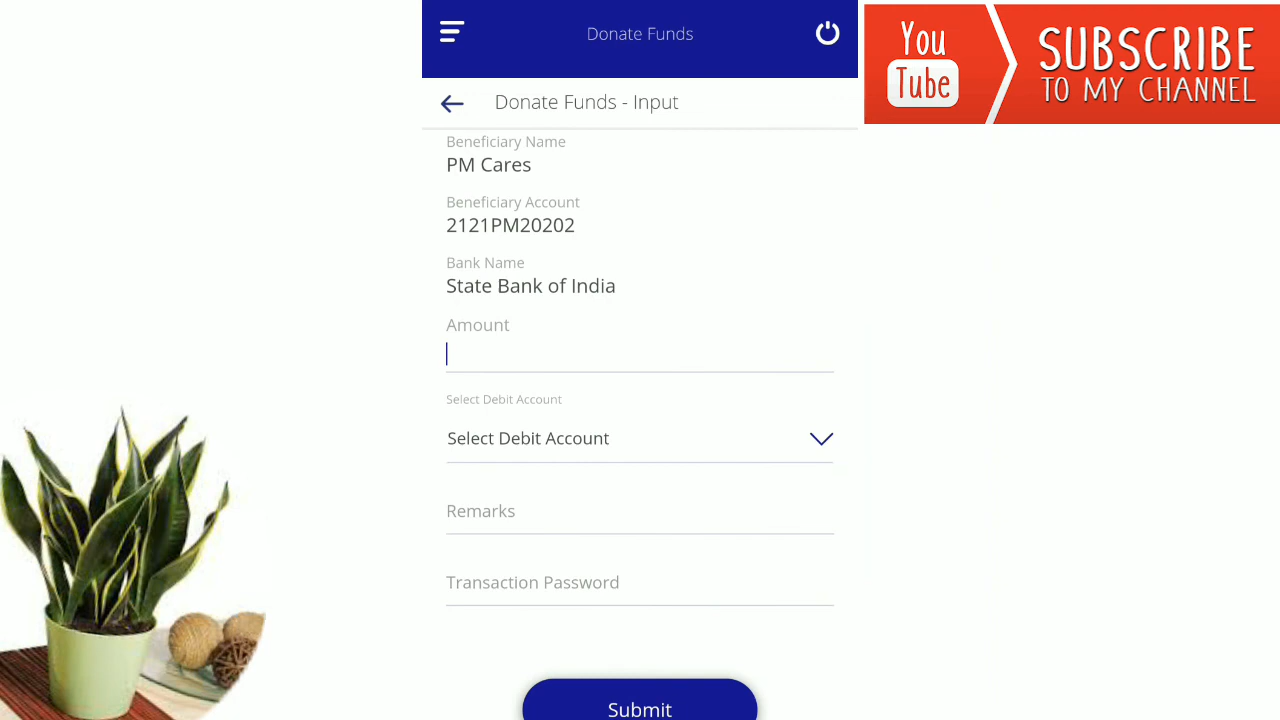 Donate Funds
Donate Funds - Input
Beneficiary Name
PM Cares
Beneficiary Account
2121PM20202
Bank Name
State Bank of India
Amount
Select Debit Account
Select Debit Account
Remarks
Transaction Password
Submit
You
Tube
SUBSCRIBE
TO MY CHANNEL